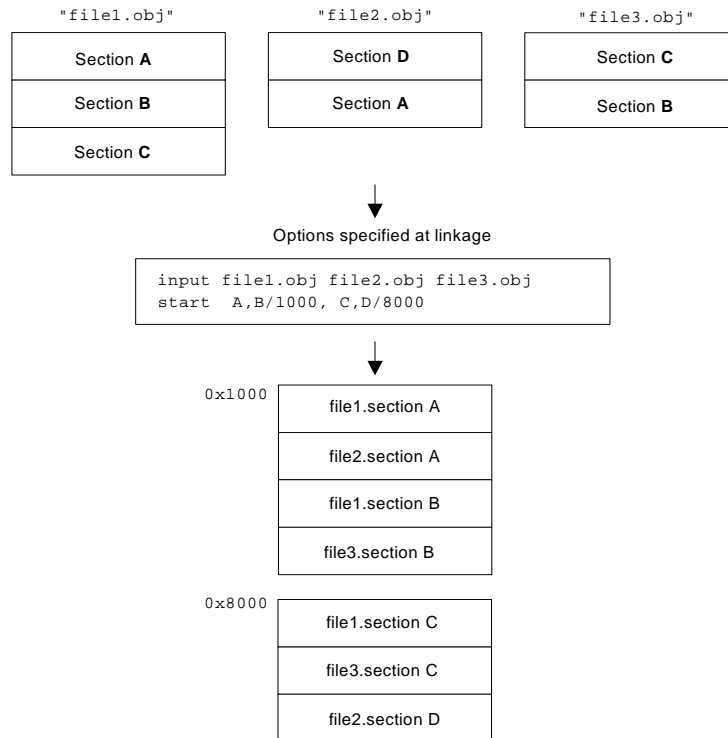 "file1.obj"
Section A
Section B
Section C
"file2.obj"
Section D
Section A
"file3.obj"
Section C
Section B
Options specified at linkage
input file1.obj file2.obj file3.obj
start A,B/1000, C,D/8000
0x1000
file1.section A
file2.section A
file1.section B
file3.section B
0x8000
file1.section C
file3.section C
file2.section D